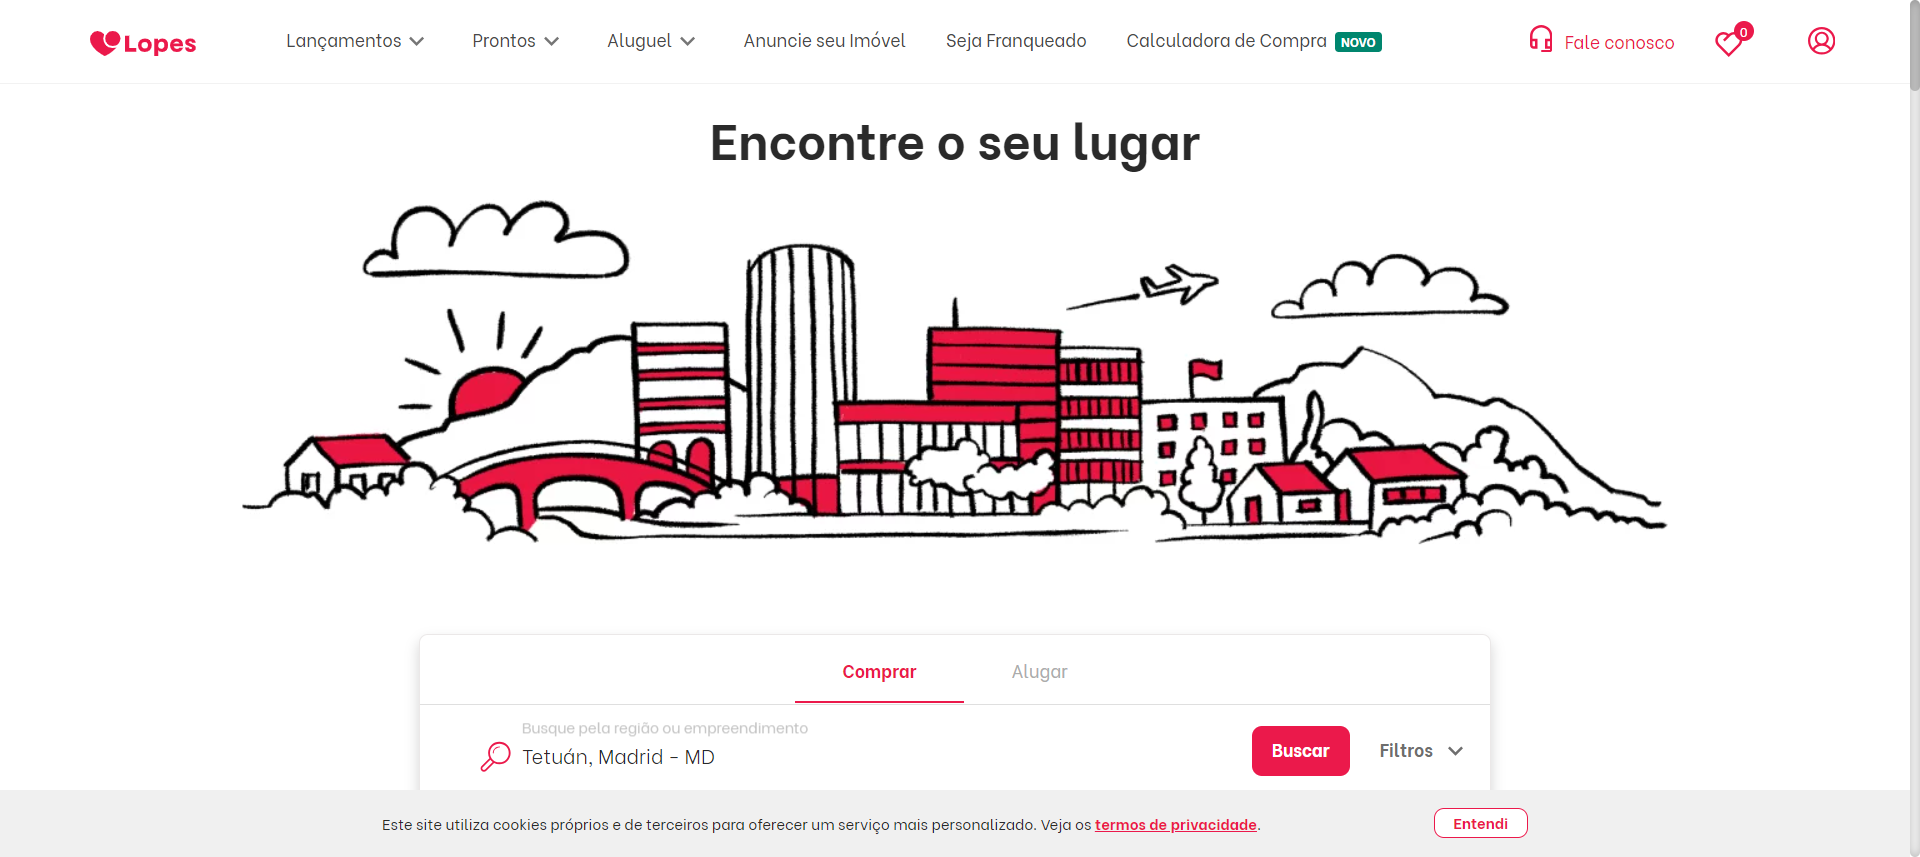 Lopes
Lançamentos Prontos Aluguel Anuncie seu Imóvel Seja Franqueado Calculadora de Compra NOVO Fale conosco 0
Encontre o seu lugar
Comprar Alugar
Busque pela região ou empreendimento
Tetuán, Madrid - MD
Buscar Filtros
Este site utiliza cookies próprios e de terceiros para oferecer um serviço mais personalizado. Veja os termos de privacidade. Entendi